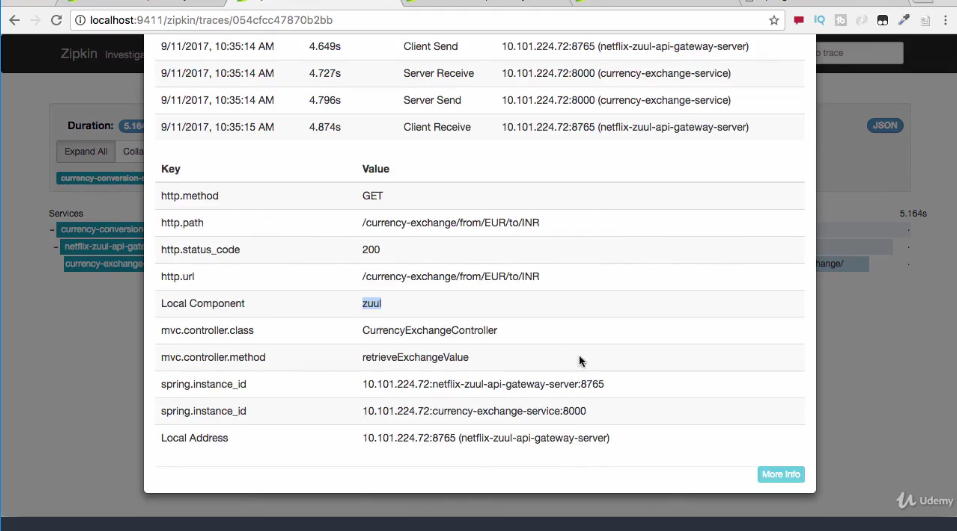 localhost:9411/zipkin/traces/054cfcc47870b2bb
IQ
Zipkin Investiga
to trace
9/11/2017, 10:35:14 AM 4.649s Client Send 10.101.224.72:8765 (netflix-zuul-api-gateway-server)
9/11/2017, 10:35:14 AM 4.727s Server Receive 10.101.224.72:8000 (currency-exchange-service)
9/11/2017, 10:35:14 AM 4.796s Server Send 10.101.224.72:8000 (currency-exchange-service)
9/11/2017, 10:35:15 AM 4.874s Client Receive 10.101.224.72:8765 (netflix-zuul-api-gateway-server)
Duration: 5.164
JSON
Expand All Colla
currency-conversion-s
Services
5.164s
currency-conversion
netflix-zuul-api-gate
currency-exchange-
hange/
Key Value
http.method GET
http.path /currency-exchange/from/EUR/to/INR
http.status_code 200
http.url /currency-exchange/from/EUR/to/INR
Local Component zuul
mvc.controller.class CurrencyExchangeController
mvc.controller.method retrieveExchangeValue
spring.instance_id 10.101.224.72:netflix-zuul-api-gateway-server:8765
spring.instance_id 10.101.224.72:currency-exchange-service:8000
Local Address 10.101.224.72:8765 (netflix-zuul-api-gateway-server)
More Info
Udemy